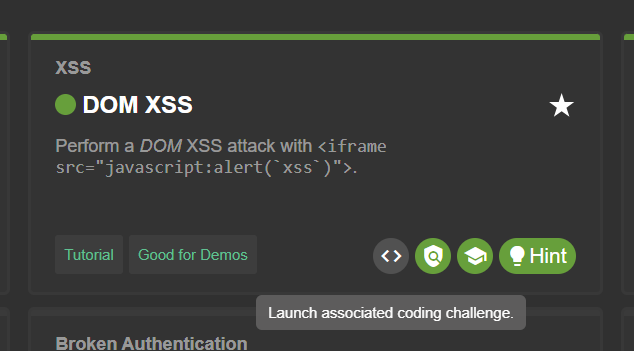 XSS
DOM XSS
Perform a DOM XSS attack with <iframe
src="javascript:alert(`xss`)">.
Tutorial
Good for Demos
Hint
Launch associated coding challenge.
Broken Authentication